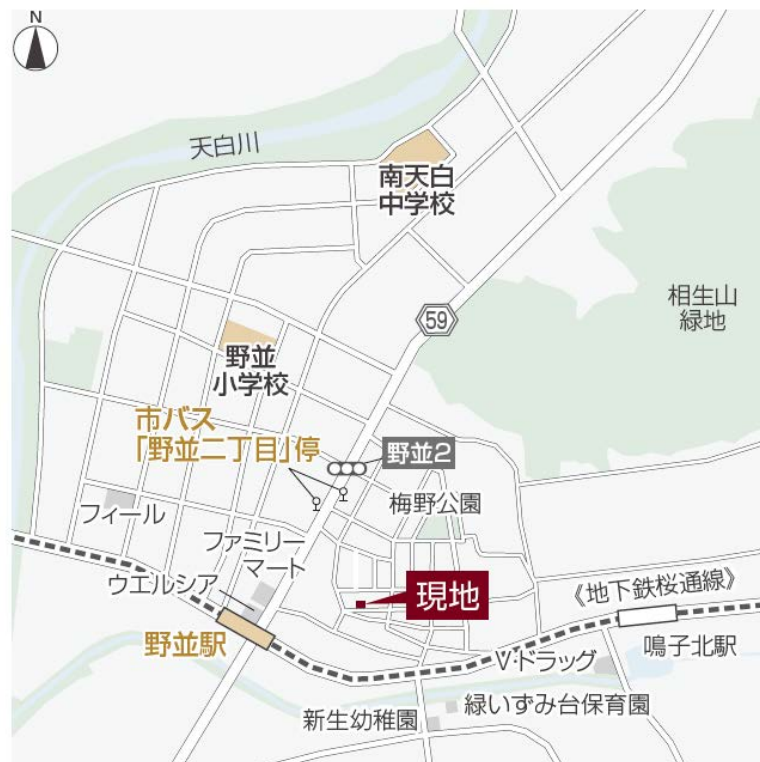 N
天白川
南天白
中学校
59
相生山
緑地
野並
小学校
市バス
「野並二丁目」停
野並2
梅野公園
フィール
ファミリー
マート
ウエルシア
現地
《地下鉄桜通線》
野並駅
V・ドラッグ
鳴子北駅
緑いずみ台保育園
新生幼稚園